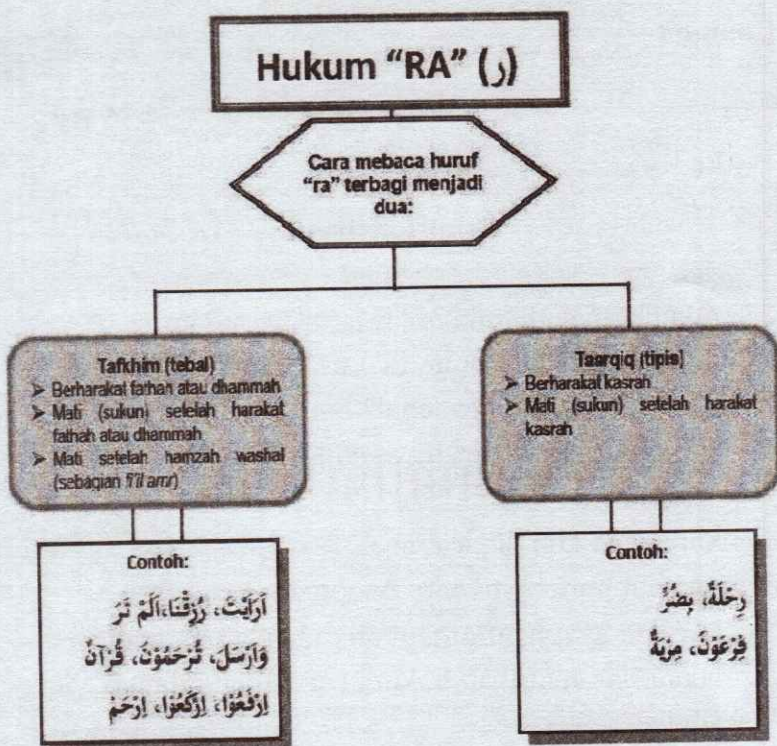 Hukum “RA” (ر)
Cara mebaca huruf
“ra” terbagi menjadi
dua:
Tafkhim (tebal)
➤ Berharakat fathah atau dhammah
➤ Mati (sukun) setelah harakat
fathah atau dhammah
➤ Mati setelah hamzah washal
(sebagian fi'il amr)
Contoh:
اَرَاَيْتَ، رُزِقْنَا،اَلَمْ تَرَ
وَاَرْسَلَ، تُرْحَمُوْنَ، قُرْآنٌ
اِرْفَعُوْا، اِرْكَعُوْا، اِرْحَمْ
Taarqiq (tipis)
➤ Berharakat kasrah
➤ Mati (sukun) setelah harakat
kasrah
Contoh:
رِحْلَةٌ، بِضُرٍّ
فِرْعَوْنَ، مِرْيَةٌ